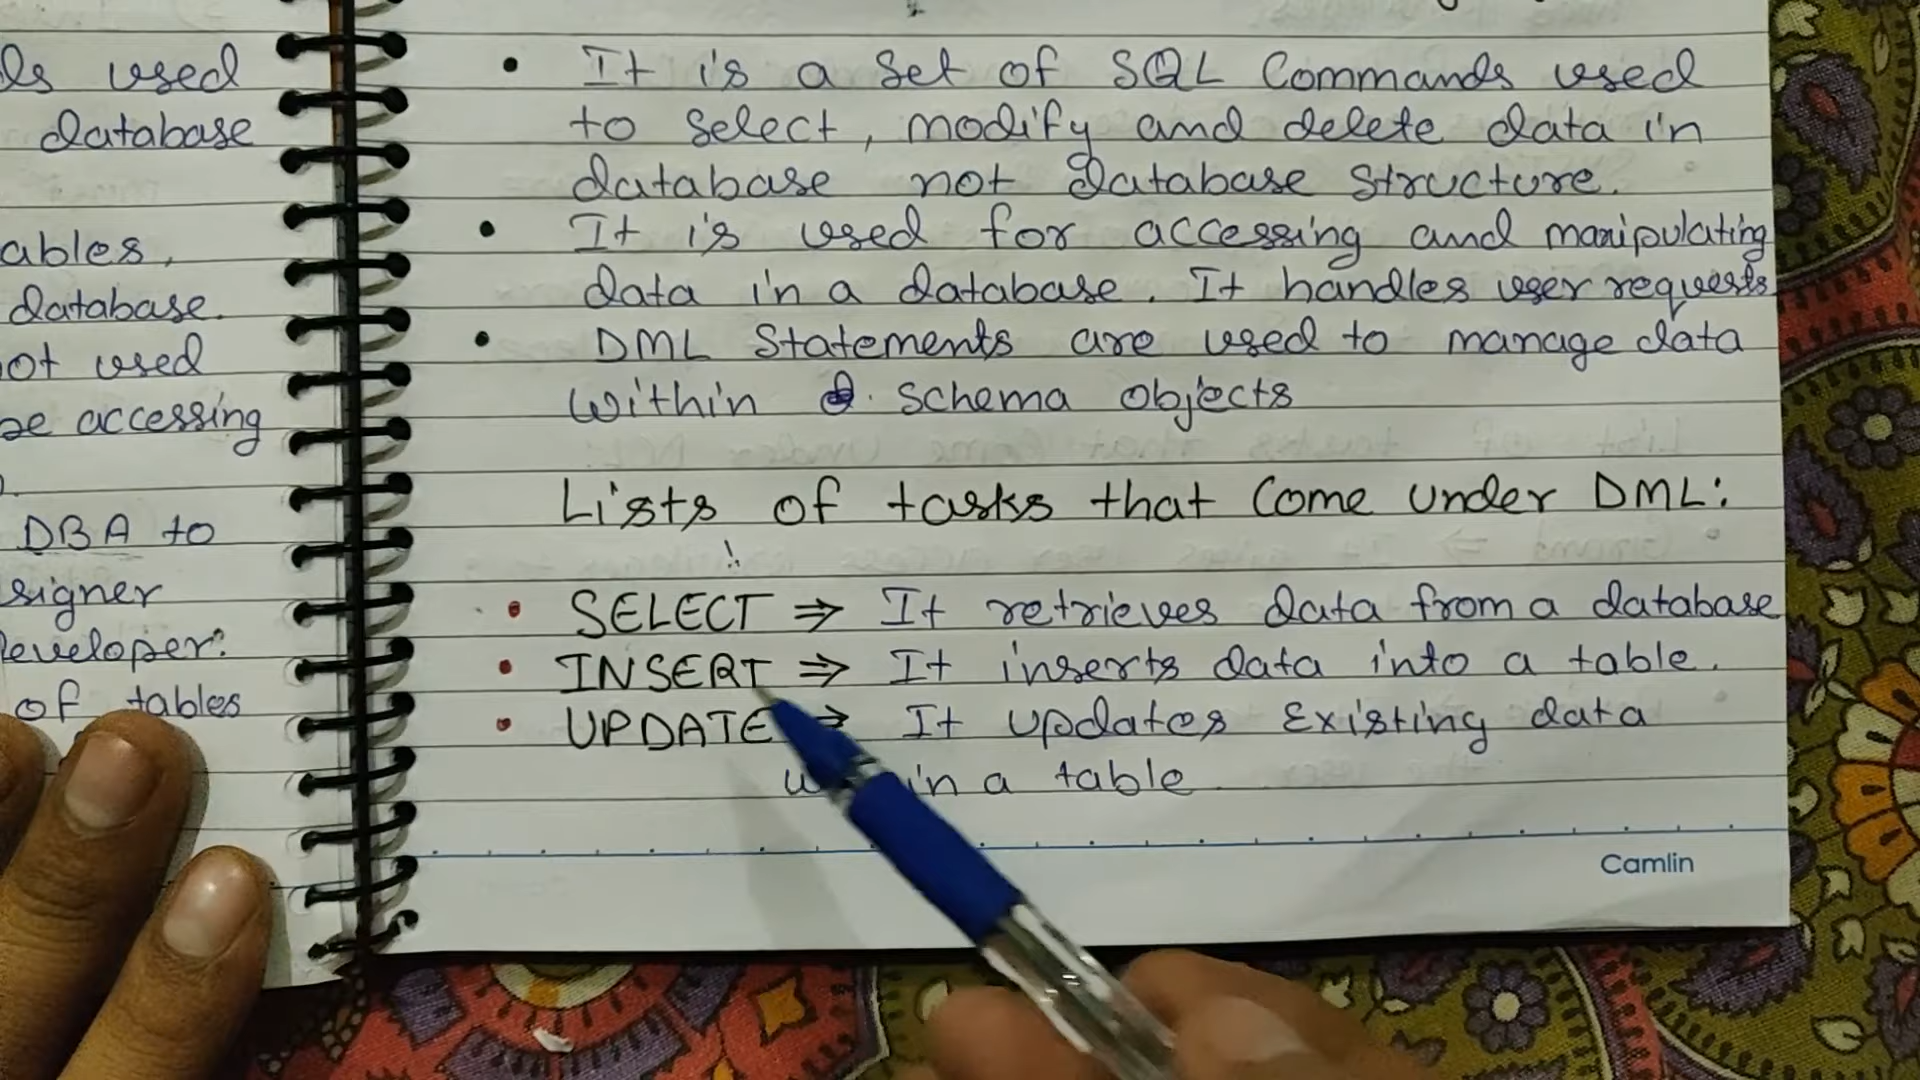 used
database
ables,
database.
ot used
se accessing
DBA to
signer
eveloper.
of tables
• It is a set of SQL Commands used
to select, modify and delete data in
database not database structure.
• It is used for accessing and manipulating
data in a database. It handles user requests
• DML Statements are used to manage data
within schema objects
Lists of tasks that come under DML:
• SELECT ⇒ It retrieves data from a database
• INSERT ⇒ It inserts data into a table.
• UPDATE ⇒ It updates existing data
in a table
Camlin